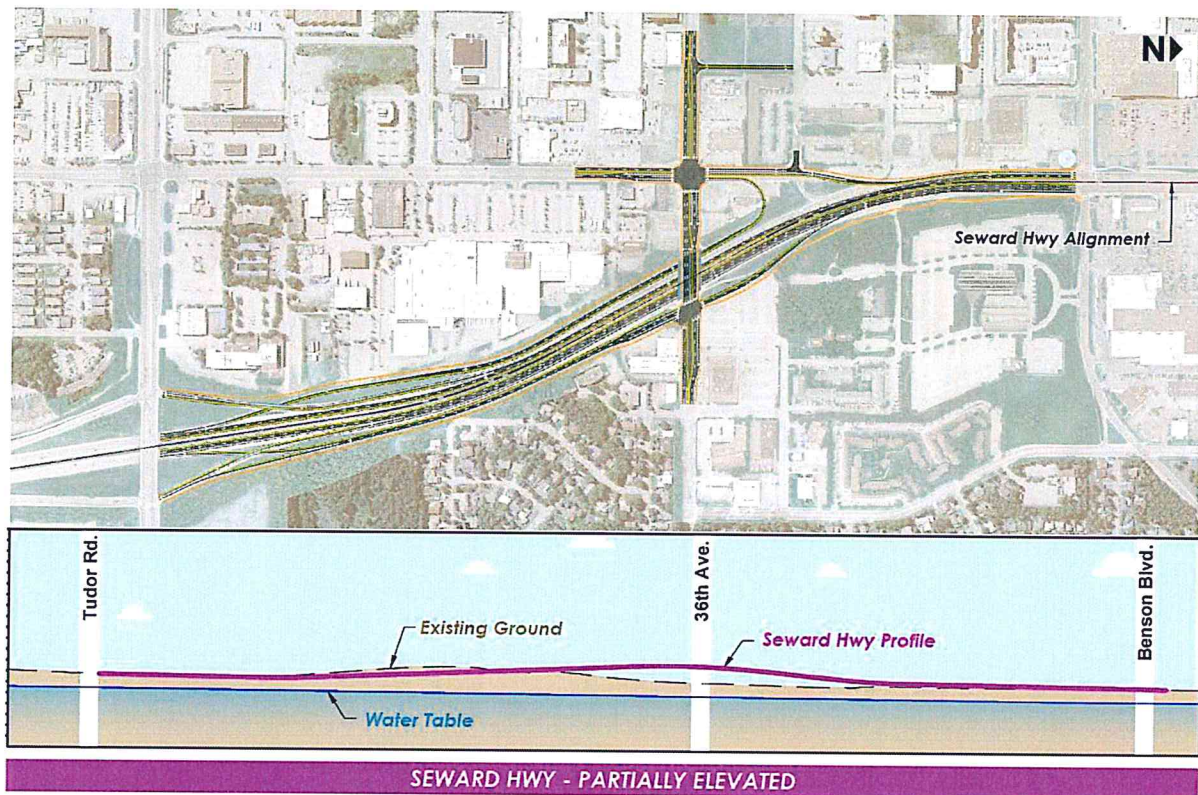 N
Seward Hwy Alignment
Tudor Rd.
36th Ave.
Benson Blvd.
Existing Ground
Seward Hwy Profile
Water Table
SEWARD HWY - PARTIALLY ELEVATED